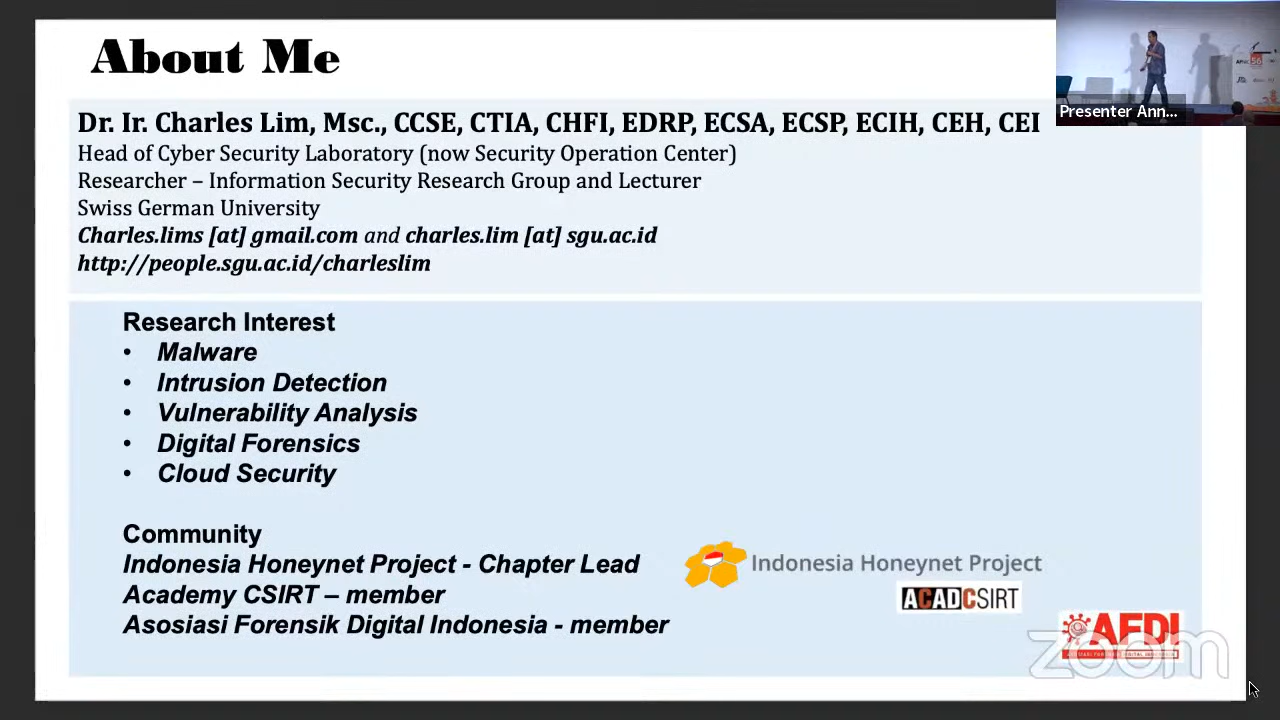 About Me
Dr. Ir. Charles Lim, Msc., CCSE, CTIA, CHFI, EDRP, ECSA, ECSP, ECIH, CEH, CEI
Head of Cyber Security Laboratory (now Security Operation Center)
Researcher – Information Security Research Group and Lecturer
Swiss German University
Charles.lims [at] gmail.com and charles.lim [at] sgu.ac.id
http://people.sgu.ac.id/charleslim
Presenter Ann...
Research Interest
• Malware
• Intrusion Detection
• Vulnerability Analysis
• Digital Forensics
• Cloud Security
Community
Indonesia Honeynet Project - Chapter Lead
Academy CSIRT – member
Asosiasi Forensik Digital Indonesia - member
Indonesia Honeynet Project
ACADCSIRT
AFDI
zoom